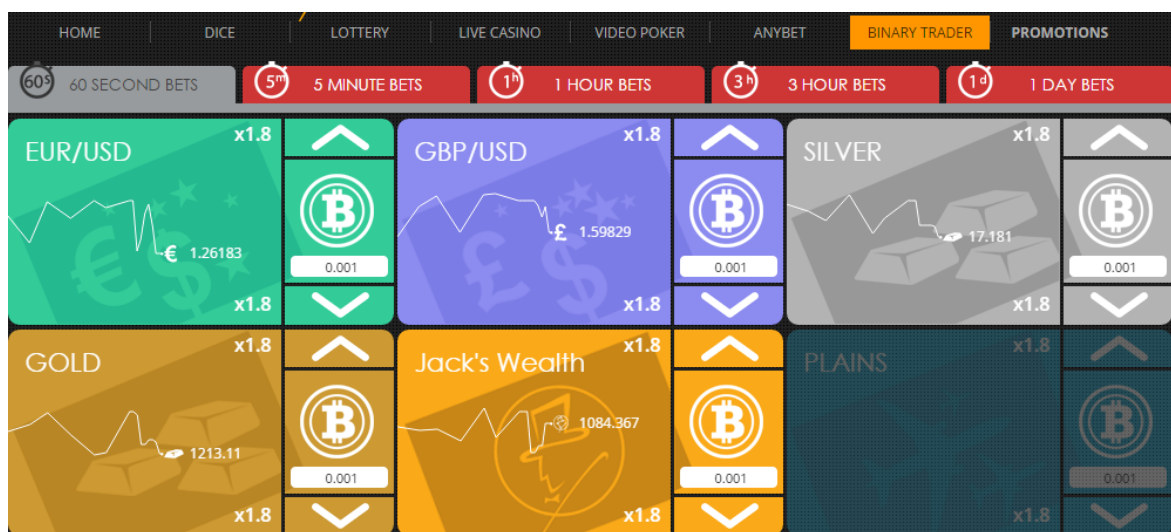 HOME DICE LOTTERY LIVE CASINO VIDEO POKER ANYBET BINARY TRADER PROMOTIONS
60s 60 SECOND BETS 5m 5 MINUTE BETS 1h 1 HOUR BETS 3h 3 HOUR BETS 1d 1 DAY BETS
EUR/USD x1.8
€ 1.26183
0.001
x1.8
GBP/USD x1.8
£ 1.59829
0.001
x1.8
SILVER x1.8
17.181
0.001
x1.8
GOLD x1.8
1213.11
0.001
x1.8
Jack's Wealth x1.8
1084.367
0.001
x1.8
PLAINS x1.8
0.001
x1.8